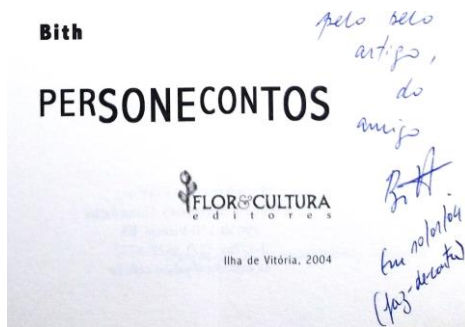 Bith
PERSONECONTOS
FLOR&CULTURA
editores
Ilha de Vitória, 2004
pelo belo
artigo,
do
amigo
Bith
Em 10/01/04
(faz-de-conta)